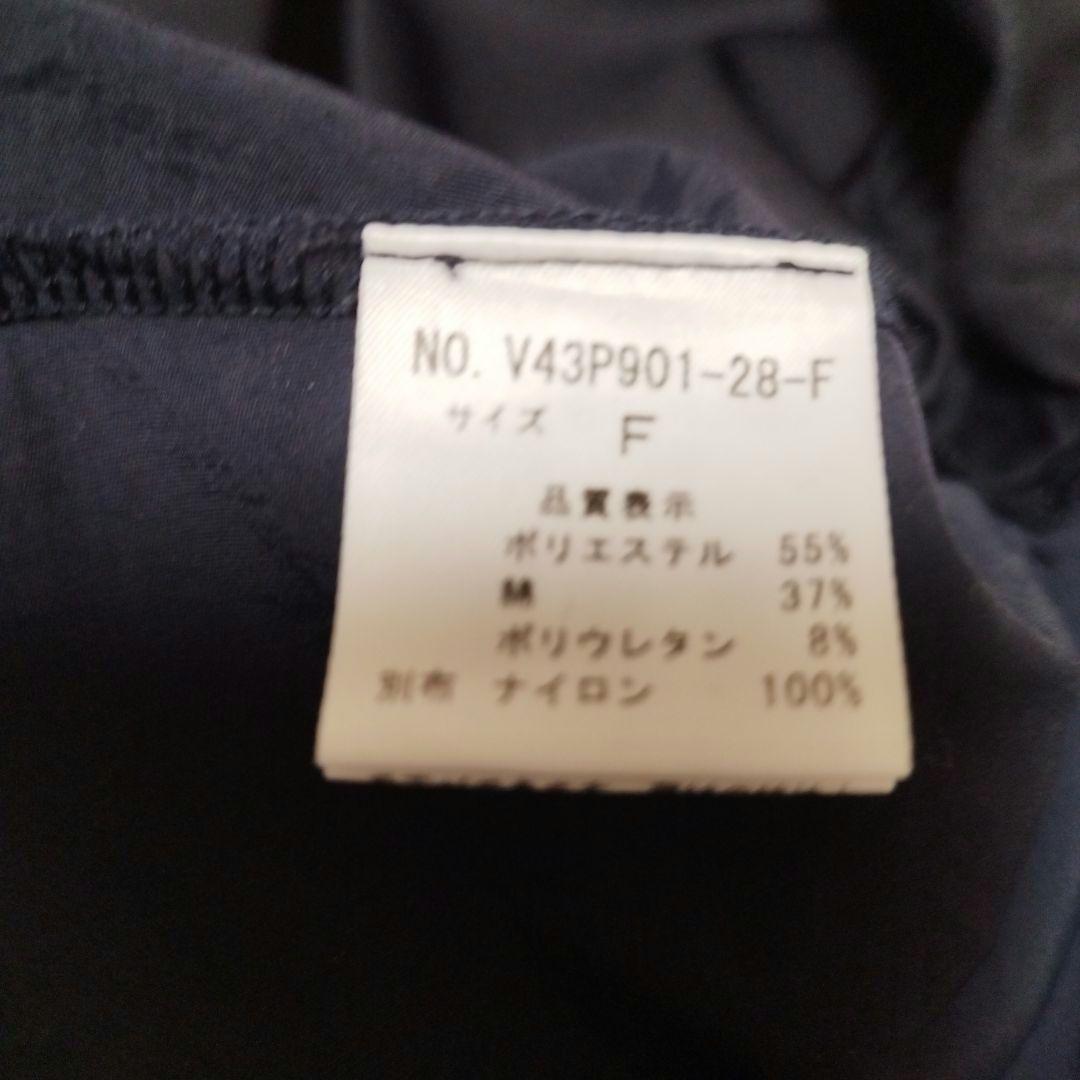 NO. V43P901-28-F
サイズ F
品質表示
ポリエステル 55%
綿 37%
ポリウレタン 8%
別布 ナイロン 100%